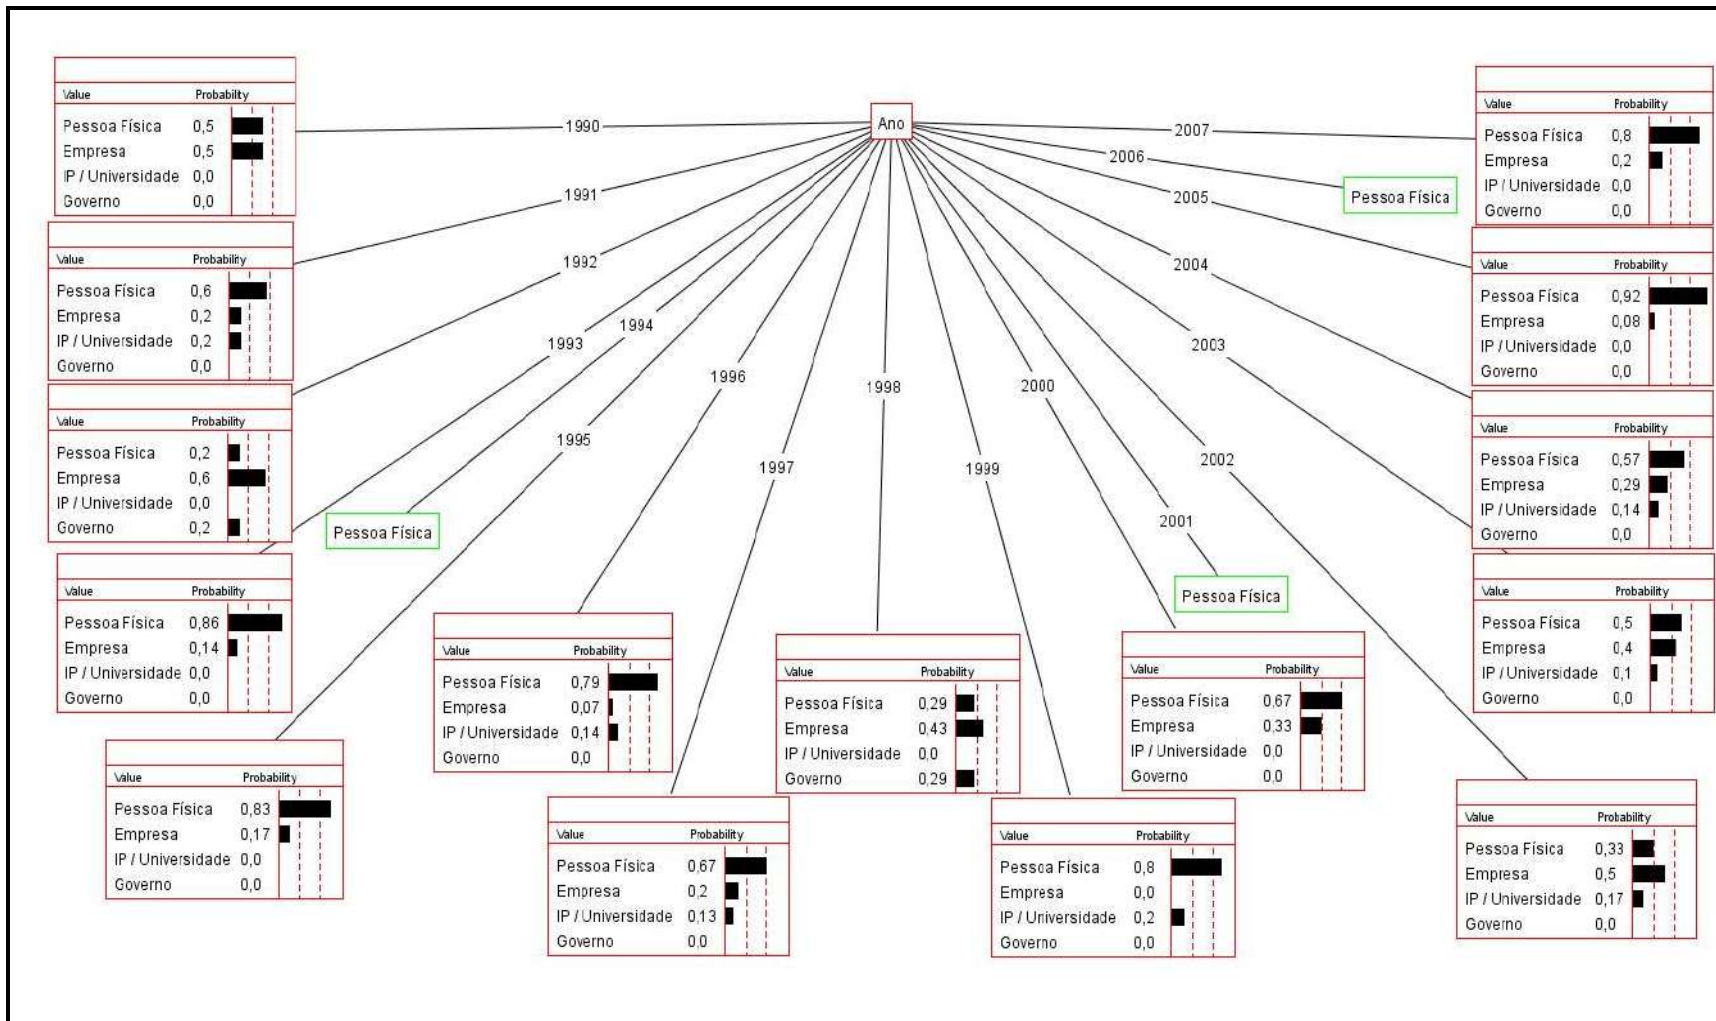 Ano
1990
1991
1992
1993
1994
1995
1996
1997
1998
1999
2000
2001
2002
2003
2004
2005
2006
2007
Value Probability
Pessoa Física 0,5
Empresa 0,5
IP / Universidade 0,0
Governo 0,0
Value Probability
Pessoa Física 0,6
Empresa 0,2
IP / Universidade 0,2
Governo 0,0
Value Probability
Pessoa Física 0,2
Empresa 0,6
IP / Universidade 0,0
Governo 0,2
Value Probability
Pessoa Física 0,86
Empresa 0,14
IP / Universidade 0,0
Governo 0,0
Pessoa Física
Value Probability
Pessoa Física 0,83
Empresa 0,17
IP / Universidade 0,0
Governo 0,0
Value Probability
Pessoa Física 0,79
Empresa 0,07
IP / Universidade 0,14
Governo 0,0
Value Probability
Pessoa Física 0,67
Empresa 0,2
IP / Universidade 0,13
Governo 0,0
Value Probability
Pessoa Física 0,29
Empresa 0,43
IP / Universidade 0,0
Governo 0,29
Value Probability
Pessoa Física 0,8
Empresa 0,0
IP / Universidade 0,2
Governo 0,0
Value Probability
Pessoa Física 0,67
Empresa 0,33
IP / Universidade 0,0
Governo 0,0
Pessoa Física
Value Probability
Pessoa Física 0,33
Empresa 0,5
IP / Universidade 0,17
Governo 0,0
Value Probability
Pessoa Física 0,5
Empresa 0,4
IP / Universidade 0,1
Governo 0,0
Value Probability
Pessoa Física 0,57
Empresa 0,29
IP / Universidade 0,14
Governo 0,0
Value Probability
Pessoa Física 0,92
Empresa 0,08
IP / Universidade 0,0
Governo 0,0
Pessoa Física
Value Probability
Pessoa Física 0,8
Empresa 0,2
IP / Universidade 0,0
Governo 0,0